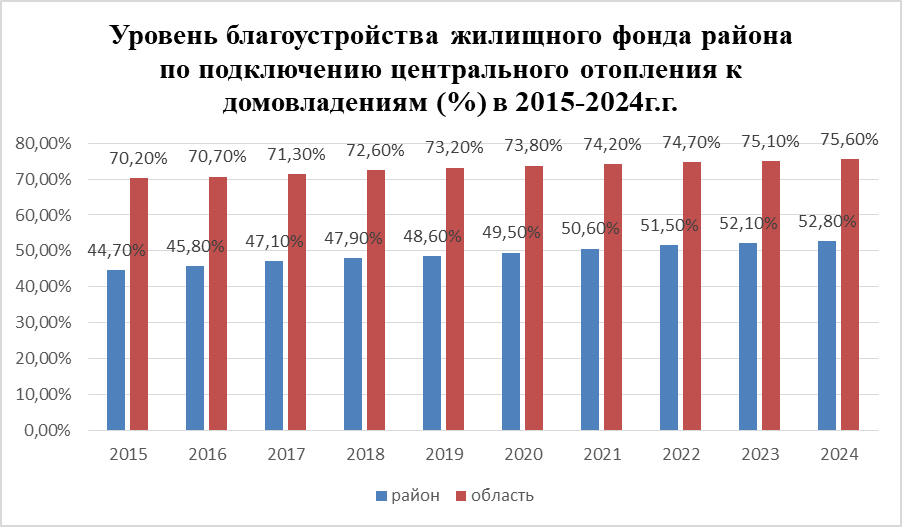 Уровень благоустройства жилищного фонда района
по подключению центрального отопления к
домовладениям (%) в 2015-2024г.г.
80,00%
70,00%
60,00%
50,00%
40,00%
30,00%
20,00%
10,00%
0,00%
70,20% 70,70% 71,30% 72,60% 73,20% 73,80% 74,20% 74,70% 75,10% 75,60%
44,70% 45,80% 47,10% 47,90% 48,60% 49,50% 50,60% 51,50% 52,10% 52,80%
2015 2016 2017 2018 2019 2020 2021 2022 2023 2024
район область